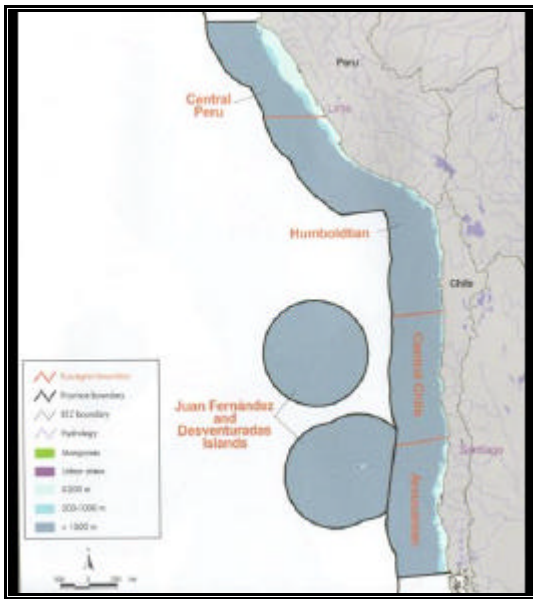 Peru
Central
Peru
Lima
Humboldtian
Chile
Central Chile
Juan Fernández
and
Desventuradas
Islands
Santiago
Araucanian
Ecoregion boundary
Province boundary
EEZ boundary
Hydrology
Mangroves
Urban areas
0-200 m
200-1000 m
> 1000 m
N